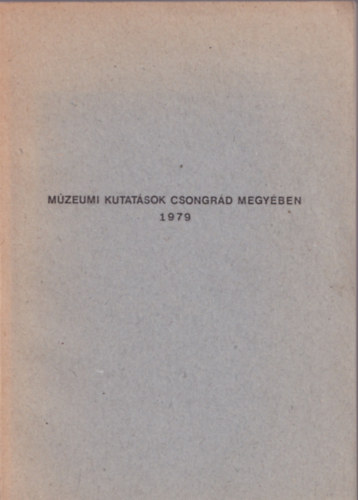 MÚZEUMI KUTATÁSOK CSONGRÁD MEGYÉBEN
1979